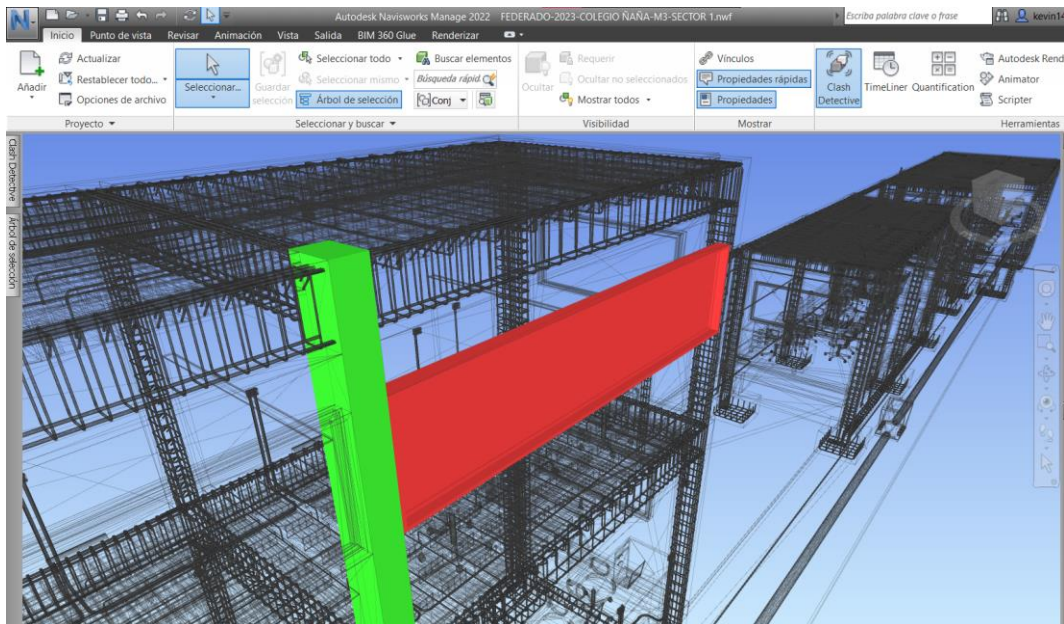 Autodesk Navisworks Manage 2022 FEDERADO-2023-COLEGIO ÑAÑA-M3-SECTOR 1.nwf
Escriba palabra clave o frase
kevin14
Inicio
Punto de vista
Revisar
Animación
Vista
Salida
BIM 360 Glue
Renderizar
Añadir
Actualizar
Restablecer todo...
Opciones de archivo
Proyecto
Seleccionar...
Guardar
selección
Seleccionar todo
Seleccionar mismo
Árbol de selección
Buscar elementos
Búsqueda rápid
Conj
Seleccionar y buscar
Ocultar
Requerir
Ocultar no seleccionados
Mostrar todos
Visibilidad
Vínculos
Propiedades rápidas
Propiedades
Mostrar
Clash
Detective
TimeLiner
Quantification
Autodesk Rend
Animator
Scripter
Herramientas
Clash Detective
Árbol de selección